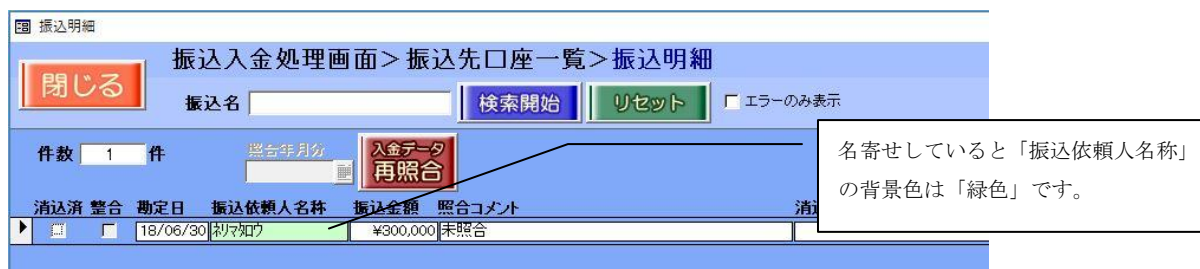 振込明細
振込入金処理画面＞振込先口座一覧＞振込明細
閉じる
振込名
検索開始
リセット
エラーのみ表示
件数 1 件
照合年月分
入金データ
再照合
名寄せしていると「振込依頼人名称」
の背景色は「緑色」です。
消込済 整合 勘定日 振込依頼人名称 振込金額 照合コメント
18/06/30 ﾈﾘﾏﾀﾛｳ ¥300,000 未照合